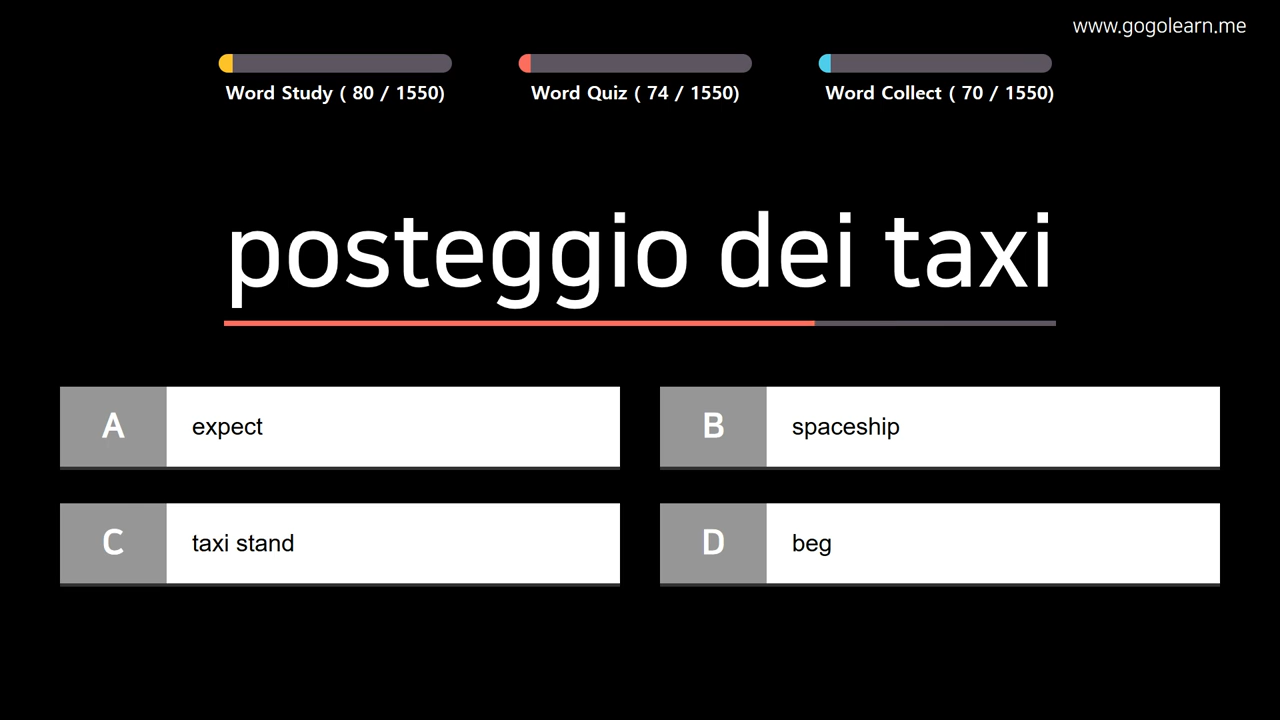 www.gogolearn.me
Word Study ( 80 / 1550)
Word Quiz ( 74 / 1550)
Word Collect ( 70 / 1550)
posteggio dei taxi
A expect
B spaceship
C taxi stand
D beg